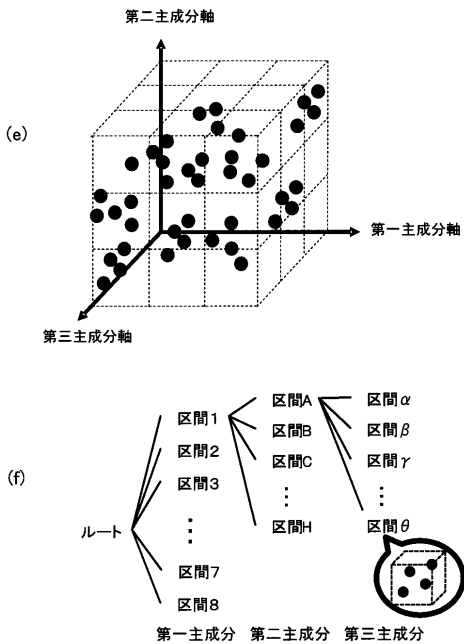 第二主成分軸
(e)
第一主成分軸
第三主成分軸
(f)
ルート
区間1
区間2
区間3
⋮
区間7
区間8
区間A
区間B
区間C
⋮
区間H
区間α
区間β
区間γ
⋮
区間θ
第一主成分 第二主成分 第三主成分